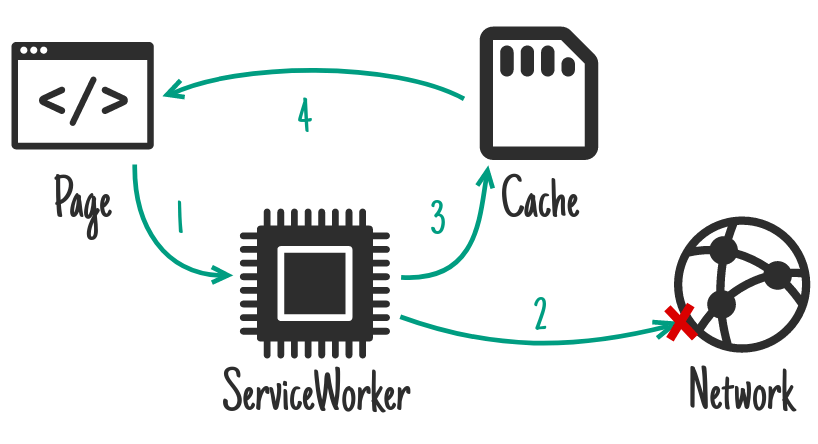 </>
4
Page
1
Cache
3
2
ServiceWorker
Network